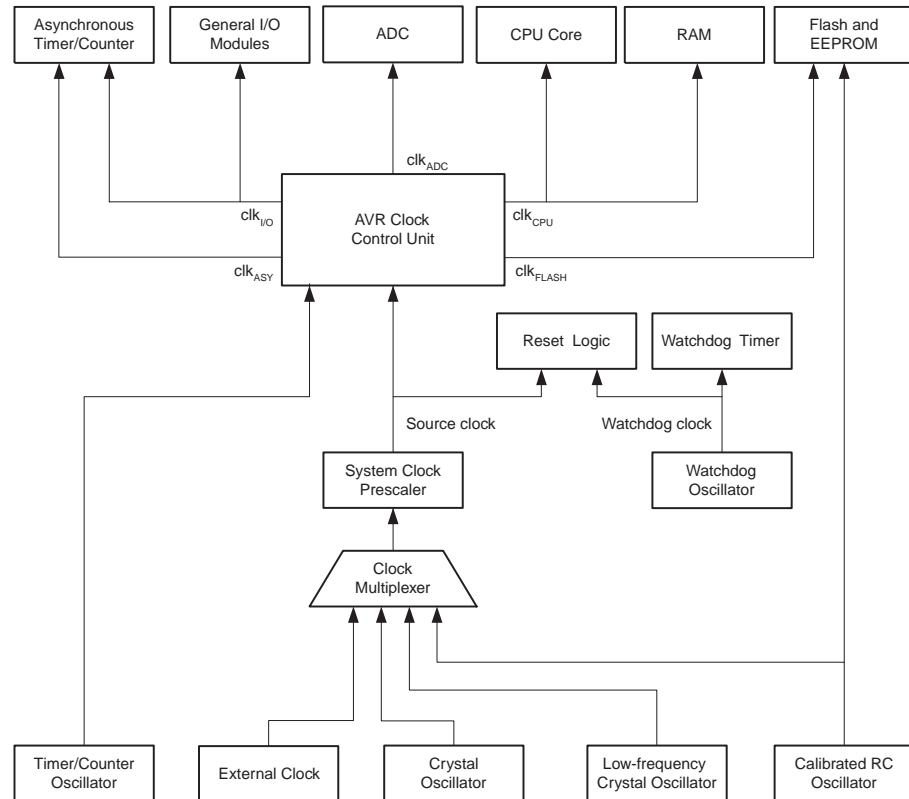 Asynchronous
Timer/Counter
General I/O
Modules
ADC
CPU Core
RAM
Flash and
EEPROM
clkADC
clkI/O
AVR Clock
Control Unit
clkCPU
clkASY
clkFLASH
Reset Logic
Watchdog Timer
Source clock
Watchdog clock
System Clock
Prescaler
Watchdog
Oscillator
Clock
Multiplexer
Timer/Counter
Oscillator
External Clock
Crystal
Oscillator
Low-frequency
Crystal Oscillator
Calibrated RC
Oscillator